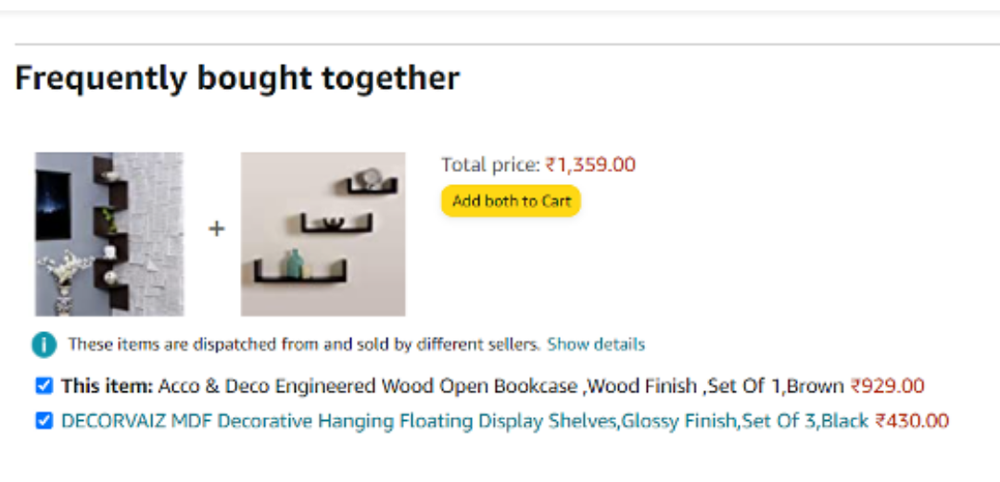 Frequently bought together
Total price: ₹1,359.00
Add both to Cart
+
i These items are dispatched from and sold by different sellers. Show details
This item: Acco & Deco Engineered Wood Open Bookcase ,Wood Finish ,Set Of 1,Brown ₹929.00
DECORVAIZ MDF Decorative Hanging Floating Display Shelves,Glossy Finish,Set Of 3,Black ₹430.00